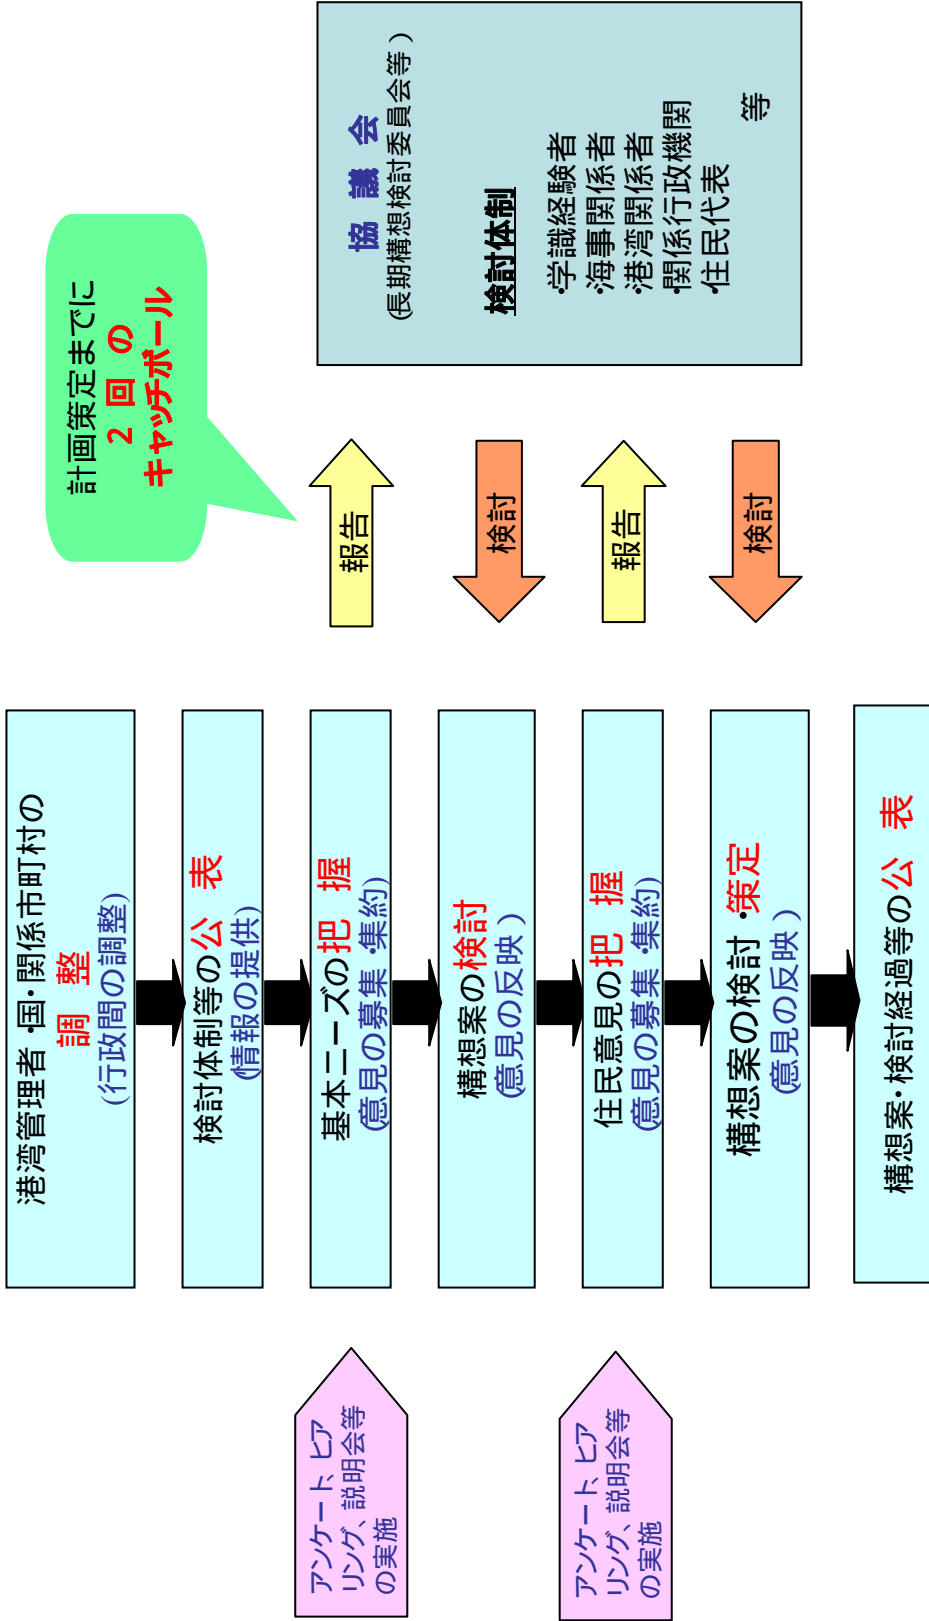 計画策定までに
2 回 の
キャッチボール
港湾管理者・国・関係市町村の
調 整
(行政間の調整)
検討体制等の公 表
(情報の提供)
基本ニーズの把 握
(意見の募集・集約)
構想案の検討
(意見の反映)
住民意見の把 握
(意見の募集・集約)
構想案の検討・策定
(意見の反映)
構想案・検討経過等の公 表
アンケート、ヒア
リング、説明会等
の実施
アンケート、ヒア
リング、説明会等
の実施
報告
検討
報告
検討
協 議 会
(長期構想検討委員会等)
検討体制
・学識経験者
・海事関係者
・港湾関係者
・関係行政機関
・住民代表
等